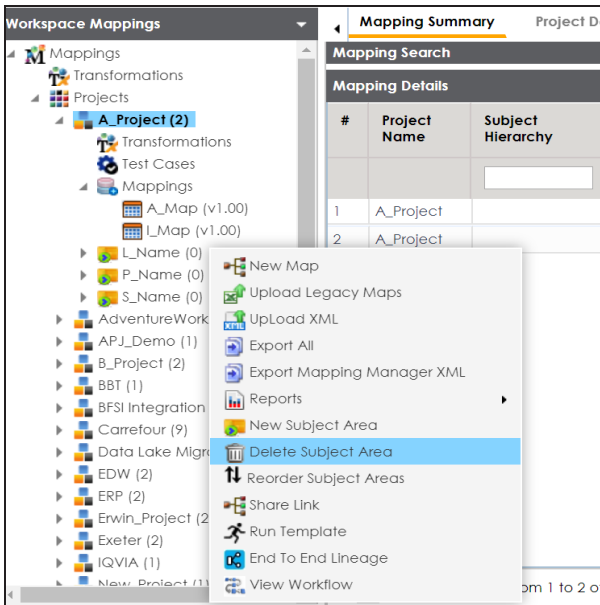 Workspace Mappings
Mappings
Transformations
Projects
A_Project (2)
Transformations
Test Cases
Mappings
A_Map (v1.00)
I_Map (v1.00)
L_Name (0)
P_Name (0)
S_Name (0)
AdventureWork
APJ_Demo (1)
B_Project (2)
BBT (1)
BFSI Integration
Carrefour (9)
Data Lake Migr
EDW (2)
ERP (2)
Erwin_Project (2
Exeter (2)
IQVIA (1)
New_Project (1)
Mapping Summary
Project D
Mapping Search
Mapping Details
# Project Name Subject Hierarchy
1 A_Project
2 A_Project
New Map
Upload Legacy Maps
UpLoad XML
Export All
Export Mapping Manager XML
Reports
New Subject Area
Delete Subject Area
Reorder Subject Areas
Share Link
Run Template
End To End Lineage
View Workflow
om 1 to 2 o